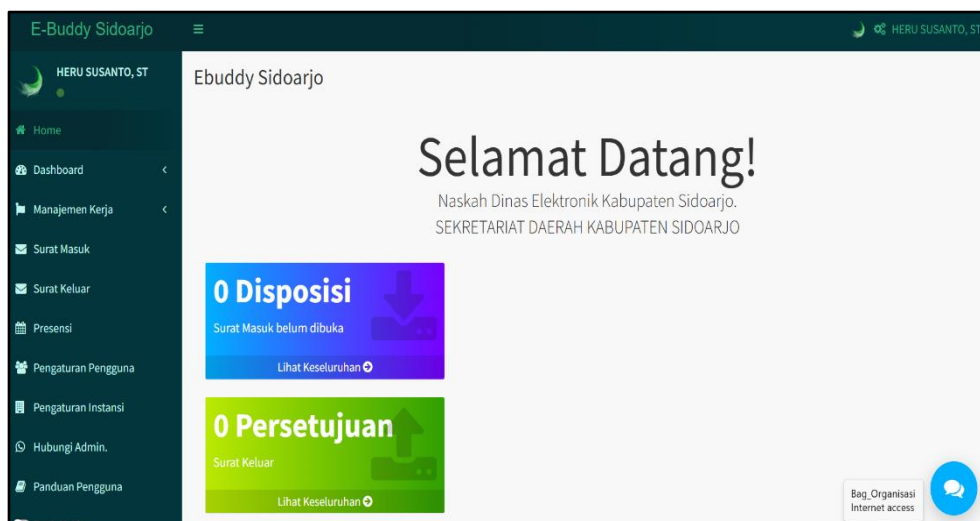 E-Buddy Sidoarjo
HERU SUSANTO, ST
HERU SUSANTO, ST
Home
Dashboard
Manajemen Kerja
Surat Masuk
Surat Keluar
Presensi
Pengaturan Pengguna
Pengaturan Instansi
Hubungi Admin.
Panduan Pengguna
Ebuddy Sidoarjo
Selamat Datang!
Naskah Dinas Elektronik Kabupaten Sidoarjo.
SEKRETARIAT DAERAH KABUPATEN SIDOARJO
0 Disposisi
Surat Masuk belum dibuka
Lihat Keseluruhan
0 Persetujuan
Surat Keluar
Lihat Keseluruhan
Bag_Organisasi
Internet access